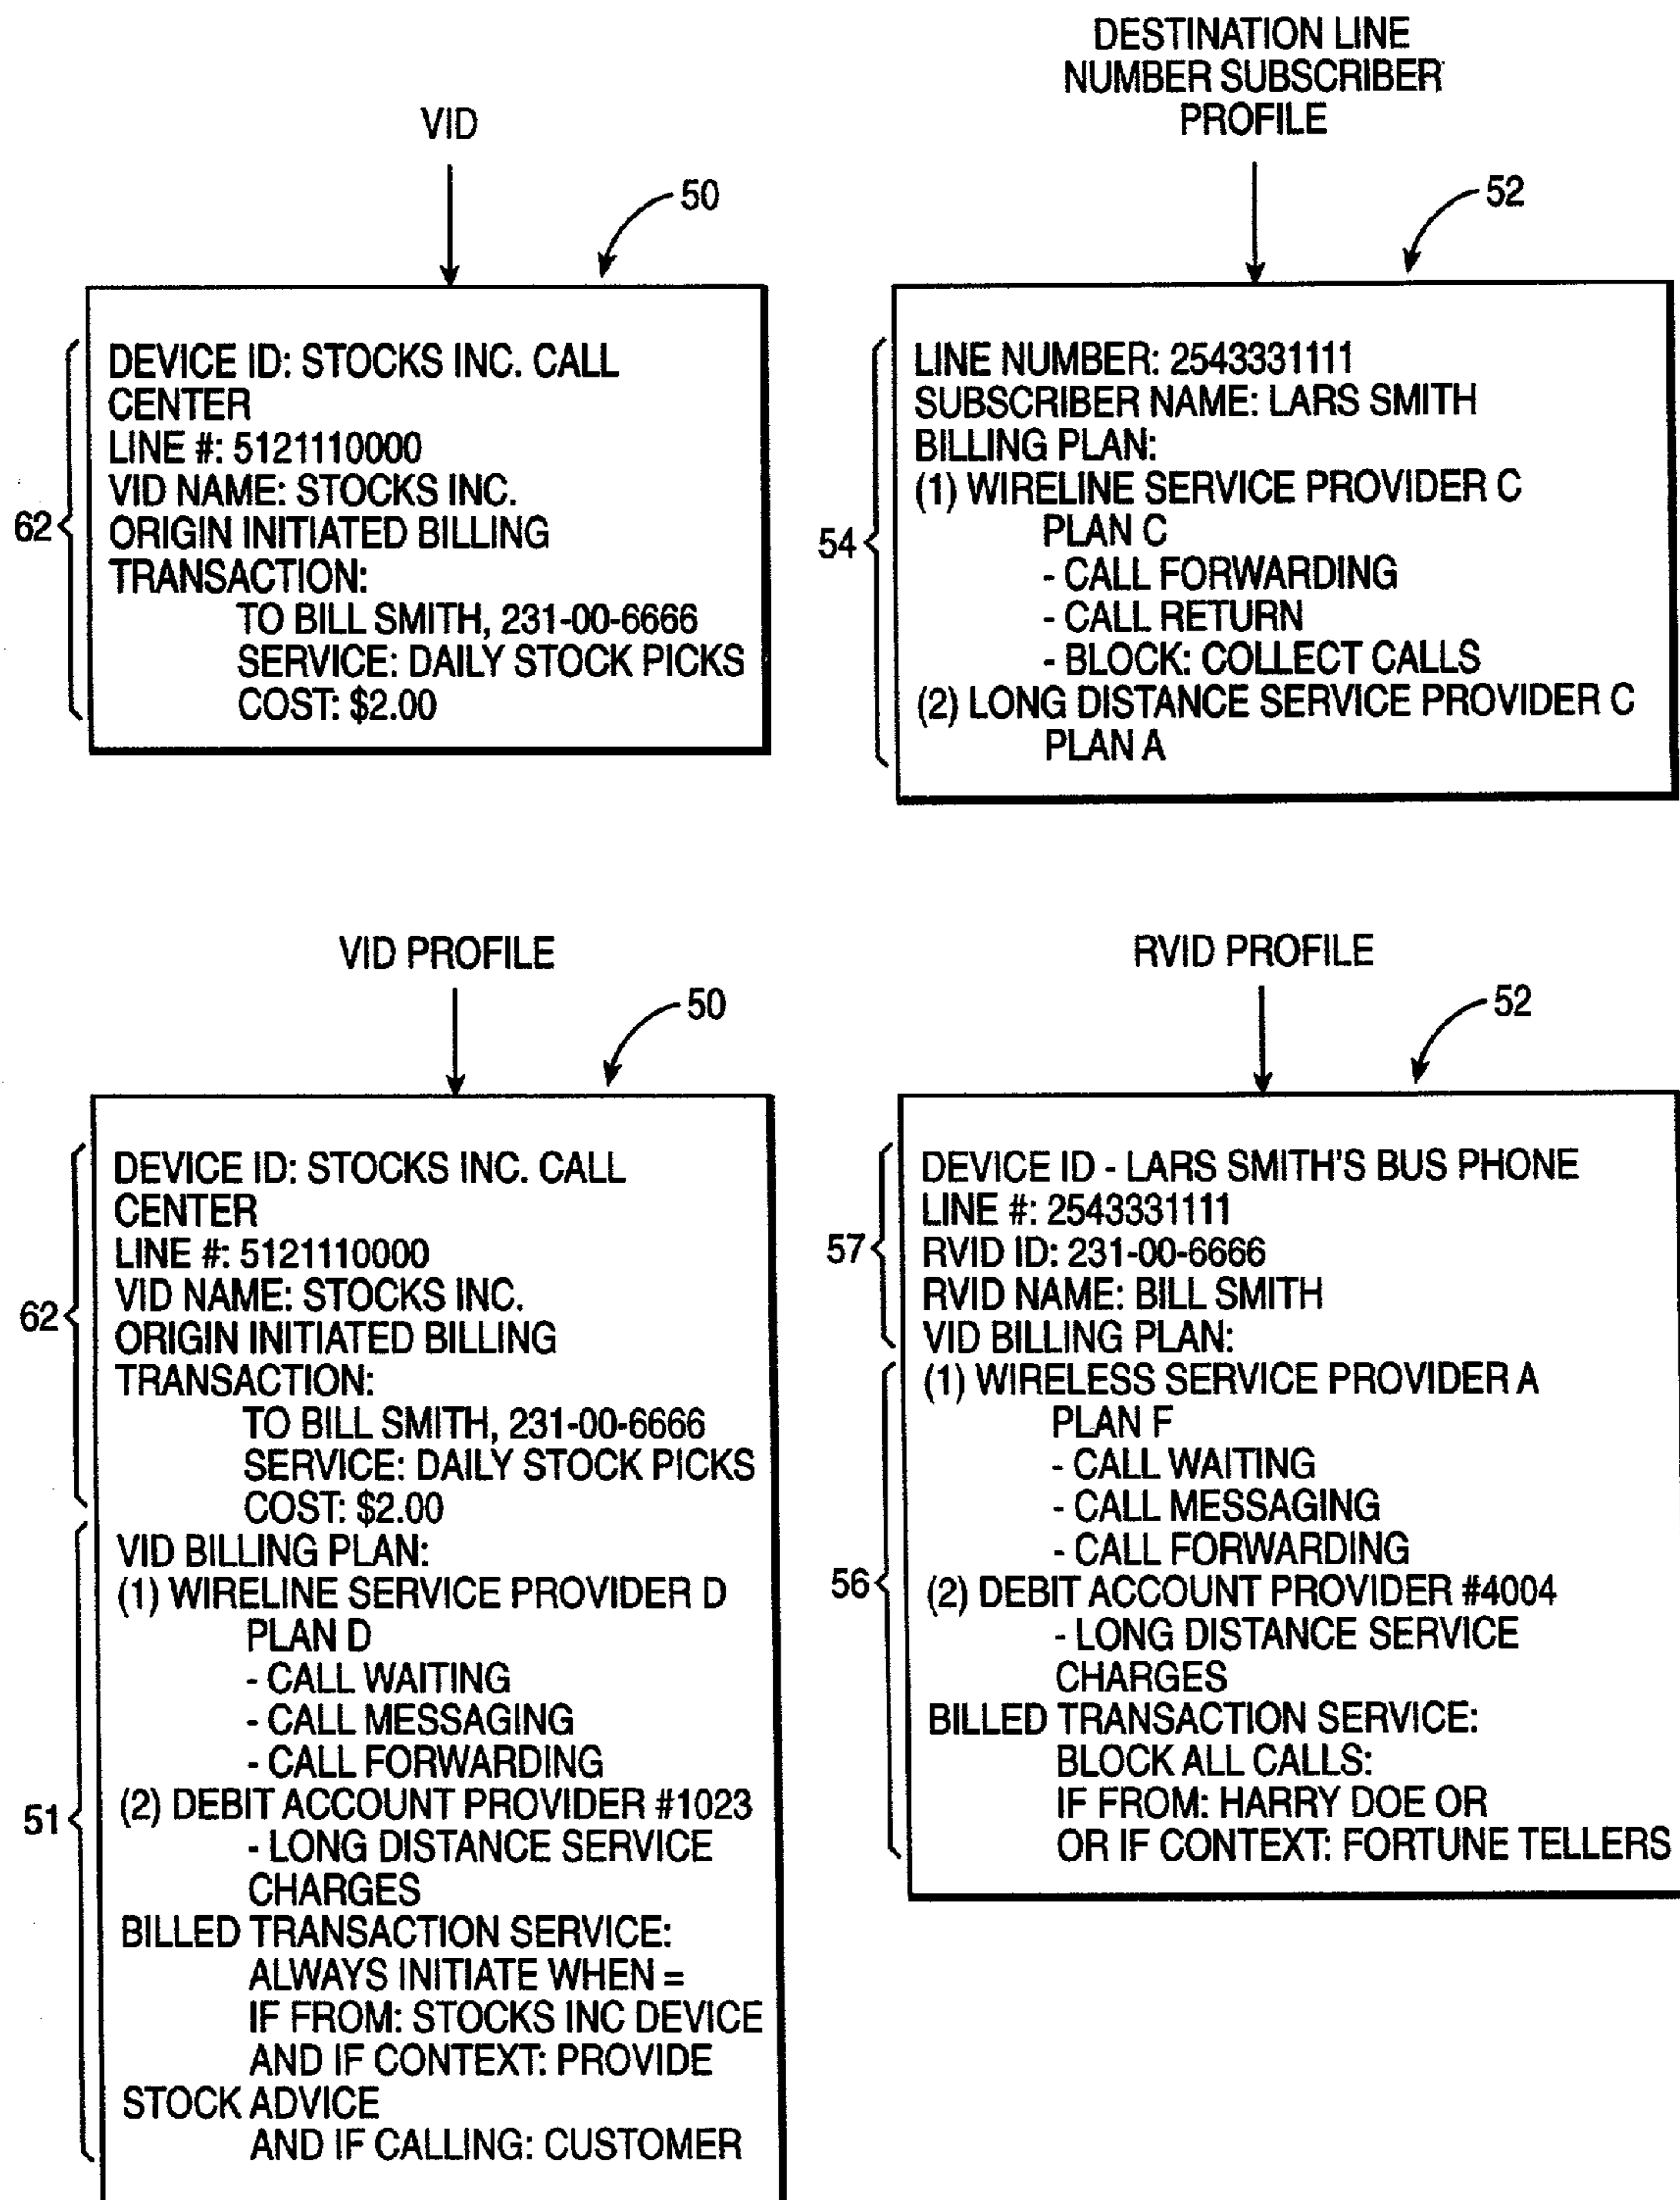 VID
50
62
DEVICE ID: STOCKS INC. CALL
CENTER
LINE #: 5121110000
VID NAME: STOCKS INC.
ORIGIN INITIATED BILLING
TRANSACTION:
TO BILL SMITH, 231-00-6666
SERVICE: DAILY STOCK PICKS
COST: $2.00
DESTINATION LINE
NUMBER SUBSCRIBER
PROFILE
52
54
LINE NUMBER: 2543331111
SUBSCRIBER NAME: LARS SMITH
BILLING PLAN:
(1) WIRELINE SERVICE PROVIDER C
PLAN C
- CALL FORWARDING
- CALL RETURN
- BLOCK: COLLECT CALLS
(2) LONG DISTANCE SERVICE PROVIDER C
PLAN A
VID PROFILE
50
62
DEVICE ID: STOCKS INC. CALL
CENTER
LINE #: 5121110000
VID NAME: STOCKS INC.
ORIGIN INITIATED BILLING
TRANSACTION:
TO BILL SMITH, 231-00-6666
SERVICE: DAILY STOCK PICKS
COST: $2.00
51
VID BILLING PLAN:
(1) WIRELINE SERVICE PROVIDER D
PLAN D
- CALL WAITING
- CALL MESSAGING
- CALL FORWARDING
(2) DEBIT ACCOUNT PROVIDER #1023
- LONG DISTANCE SERVICE
CHARGES
BILLED TRANSACTION SERVICE:
ALWAYS INITIATE WHEN =
IF FROM: STOCKS INC DEVICE
AND IF CONTEXT: PROVIDE
STOCK ADVICE
AND IF CALLING: CUSTOMER
RVID PROFILE
52
57
DEVICE ID - LARS SMITH'S BUS PHONE
LINE #: 2543331111
RVID ID: 231-00-6666
RVID NAME: BILL SMITH
VID BILLING PLAN:
56
(1) WIRELESS SERVICE PROVIDER A
PLAN F
- CALL WAITING
- CALL MESSAGING
- CALL FORWARDING
(2) DEBIT ACCOUNT PROVIDER #4004
- LONG DISTANCE SERVICE
CHARGES
BILLED TRANSACTION SERVICE:
BLOCK ALL CALLS:
IF FROM: HARRY DOE OR
OR IF CONTEXT: FORTUNE TELLERS